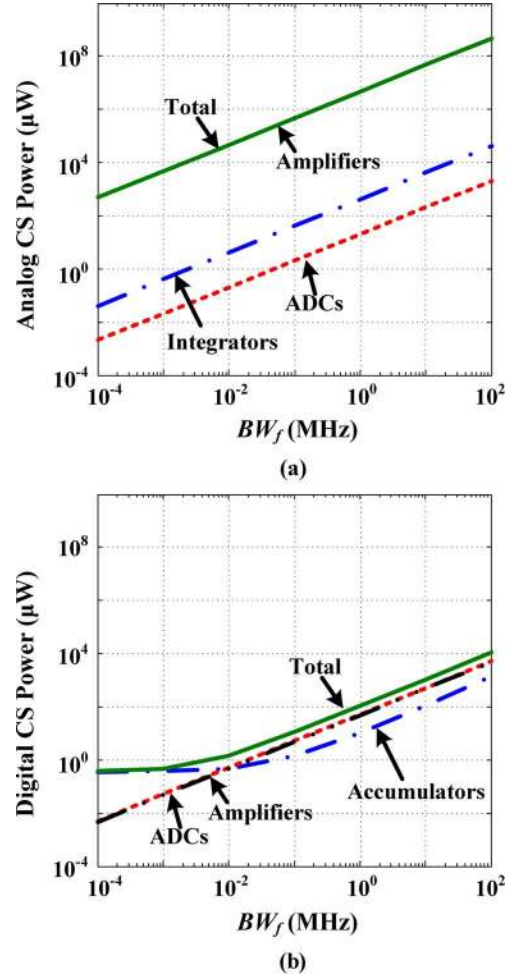 Analog CS Power (µW)
10^8
10^4
10^0
10^-4
Total
Amplifiers
ADCs
Integrators
10^-4
10^-2
10^0
10^2
BW_f (MHz)
(a)
Digital CS Power (µW)
10^8
10^4
10^0
10^-4
Total
Accumulators
Amplifiers
ADCs
10^-4
10^-2
10^0
10^2
BW_f (MHz)
(b)